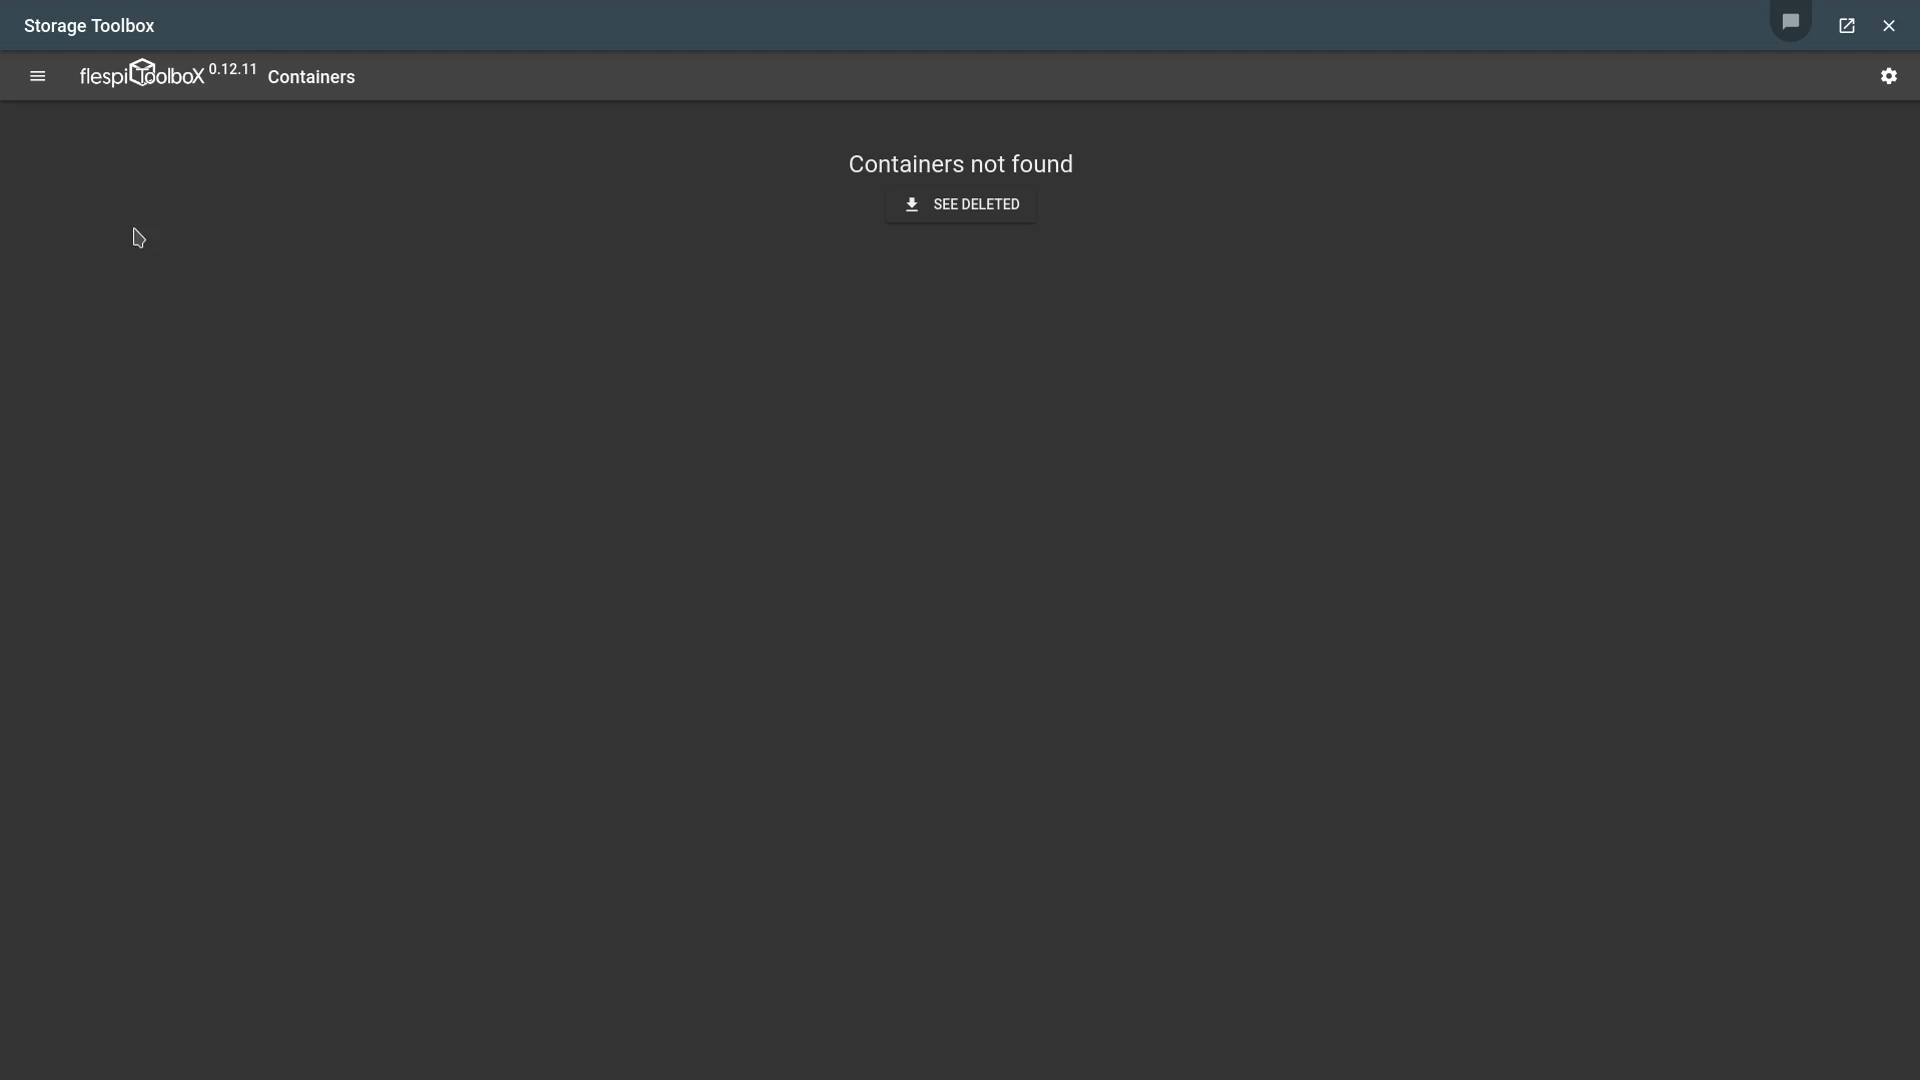 Storage Toolbox
flespi ToolboX 0.12.11 Containers
Containers not found
SEE DELETED